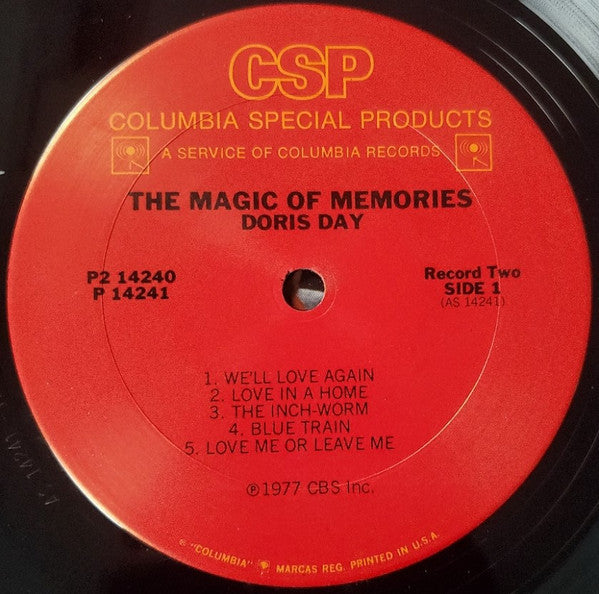 CSP
COLUMBIA SPECIAL PRODUCTS
A SERVICE OF COLUMBIA RECORDS
THE MAGIC OF MEMORIES
DORIS DAY
P2 14240
P 14241
Record Two
SIDE 1
(AS 14241)
1. WE'LL LOVE AGAIN
2. LOVE IN A HOME
3. THE INCH-WORM
4. BLUE TRAIN
5. LOVE ME OR LEAVE ME
℗ 1977 CBS Inc.
® "COLUMBIA" MARCAS REG. PRINTED IN U.S.A.